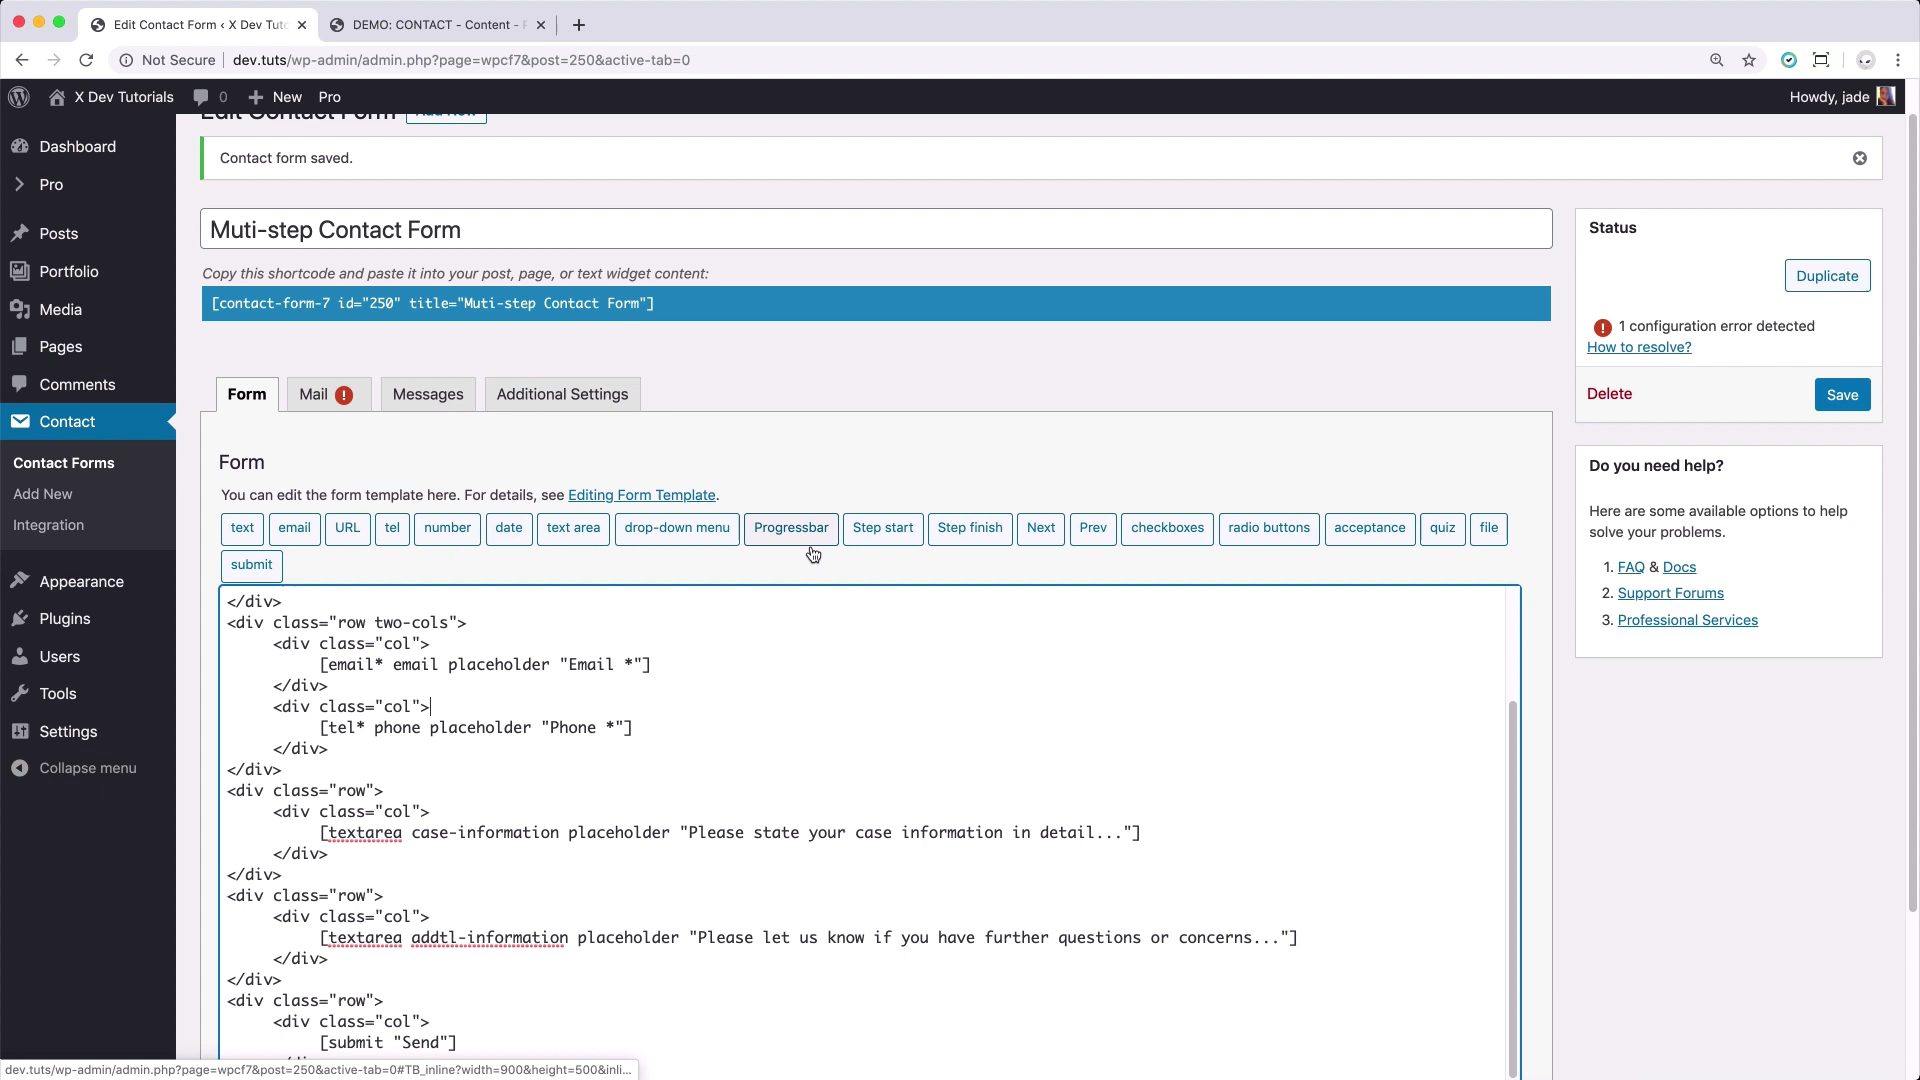 Edit Contact Form ‹ X Dev Tuto
DEMO: CONTACT - Content - P
Not Secure
dev.tuts/wp-admin/admin.php?page=wpcf7&post=250&active-tab=0
X Dev Tutorials
0
New
Pro
Howdy, jade
Dashboard
Pro
Posts
Portfolio
Media
Pages
Comments
Contact
Contact Forms
Add New
Integration
Appearance
Plugins
Users
Tools
Settings
Collapse menu
Edit Contact Form
Add New
Contact form saved.
Muti-step Contact Form
Copy this shortcode and paste it into your post, page, or text widget content:
[contact-form-7 id="250" title="Muti-step Contact Form"]
Form
Mail
Messages
Additional Settings
Form
You can edit the form template here. For details, see Editing Form Template.
text email URL tel number date text area drop-down menu Progressbar Step start Step finish Next Prev checkboxes radio buttons acceptance quiz file
submit
</div>
<div class="row two-cols">
<div class="col">
[email* email placeholder "Email *"]
</div>
<div class="col">
[tel* phone placeholder "Phone *"]
</div>
</div>
<div class="row">
<div class="col">
[textarea case-information placeholder "Please state your case information in detail..."]
</div>
</div>
<div class="row">
<div class="col">
[textarea addtl-information placeholder "Please let us know if you have further questions or concerns..."]
</div>
</div>
<div class="row">
<div class="col">
[submit "Send"]
Status
Duplicate
1 configuration error detected
How to resolve?
Delete
Save
Do you need help?
Here are some available options to help
solve your problems.
1. FAQ & Docs
2. Support Forums
3. Professional Services
dev.tuts/wp-admin/admin.php?page=wpcf7&post=250&active-tab=0#TB_inline?width=900&height=500&inli...